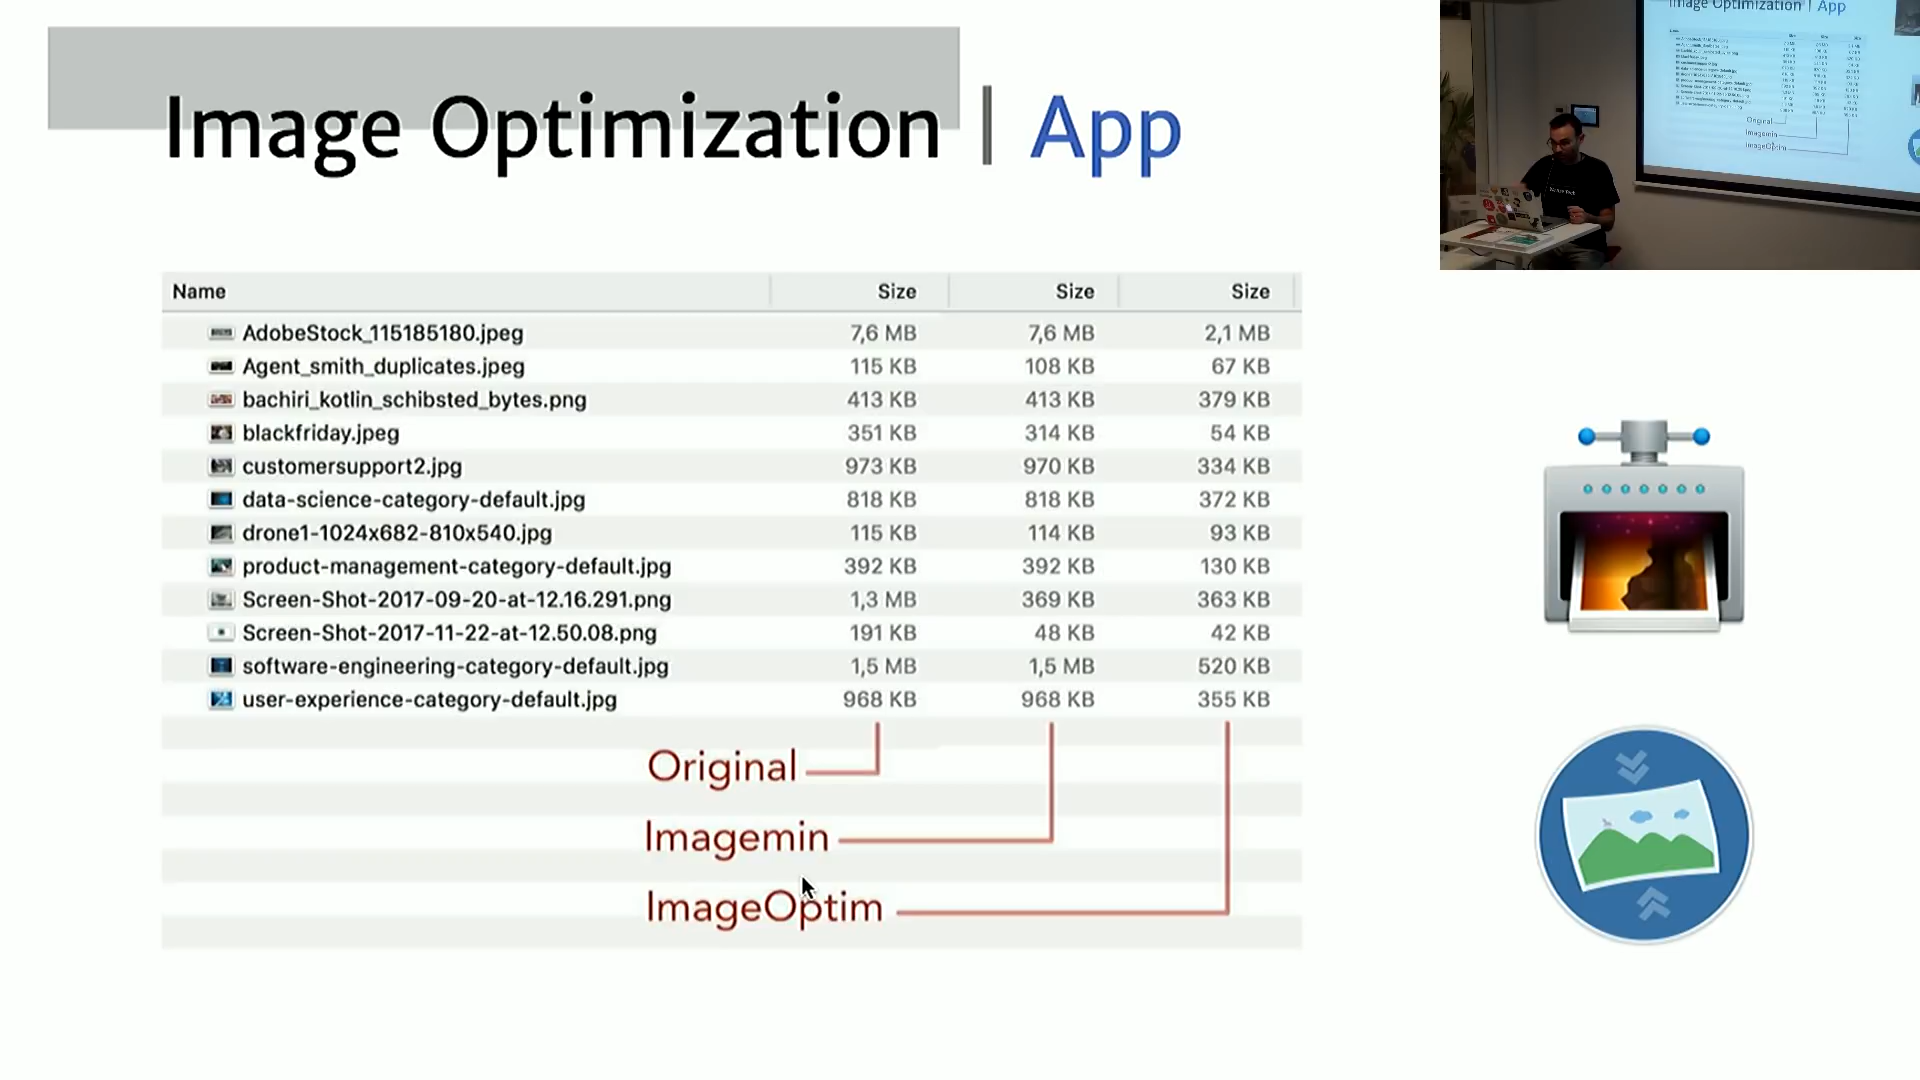 Image Optimization | App
Name Size Size Size
AdobeStock_115185180.jpeg 7,6 MB 7,6 MB 2,1 MB
Agent_smith_duplicates.jpeg 115 KB 108 KB 67 KB
bachiri_kotlin_schibsted_bytes.png 413 KB 413 KB 379 KB
blackfriday.jpeg 351 KB 314 KB 54 KB
customersupport2.jpg 973 KB 970 KB 334 KB
data-science-category-default.jpg 818 KB 818 KB 372 KB
drone1-1024x682-810x540.jpg 115 KB 114 KB 93 KB
product-management-category-default.jpg 392 KB 392 KB 130 KB
Screen-Shot-2017-09-20-at-12.16.291.png 1,3 MB 369 KB 363 KB
Screen-Shot-2017-11-22-at-12.50.08.png 191 KB 48 KB 42 KB
software-engineering-category-default.jpg 1,5 MB 1,5 MB 520 KB
user-experience-category-default.jpg 968 KB 968 KB 355 KB
Original
Imagemin
ImageOptim
Image Optimization | App
Original
Imagemin
ImageOptim